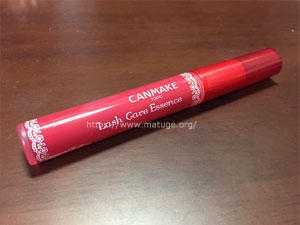 CANMAKE
TOKYO
Lash Care Essence
http://www.matuge.org/